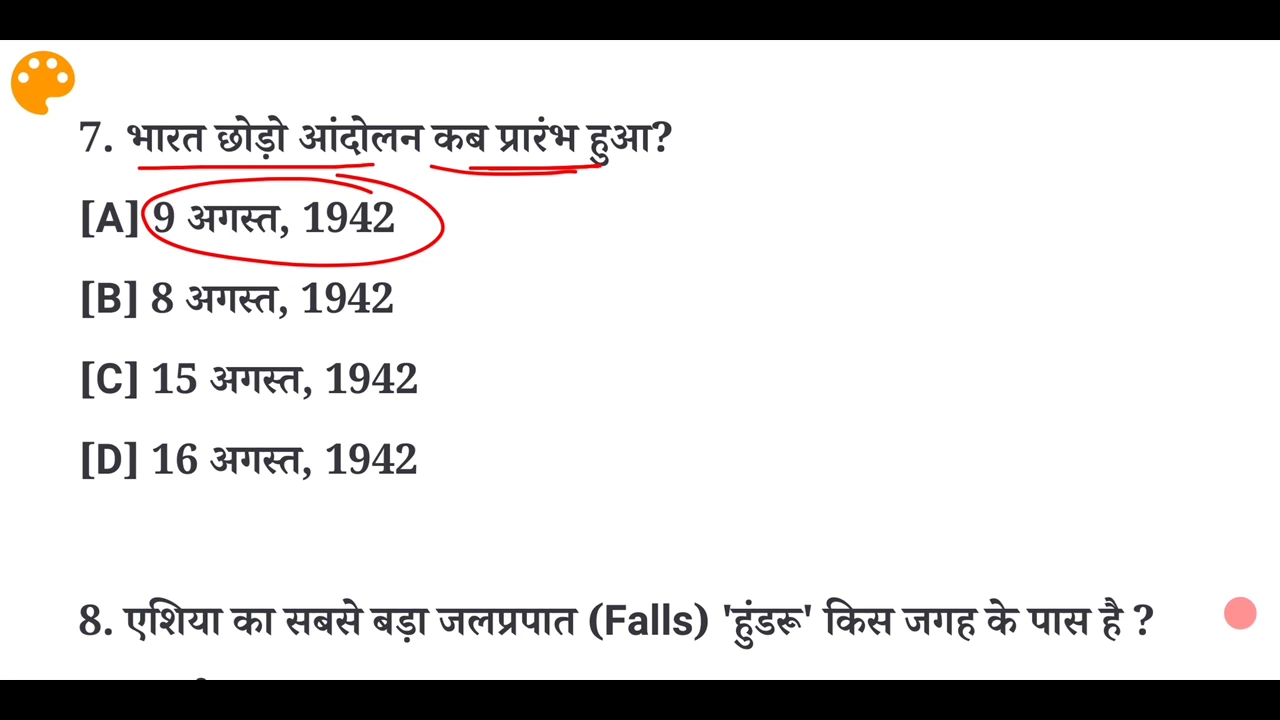 7. भारत छोड़ो आंदोलन कब प्रारंभ हुआ?
[A] 9 अगस्त, 1942
[B] 8 अगस्त, 1942
[C] 15 अगस्त, 1942
[D] 16 अगस्त, 1942
8. एशिया का सबसे बड़ा जलप्रपात (Falls) 'हुंडरू' किस जगह के पास है ?